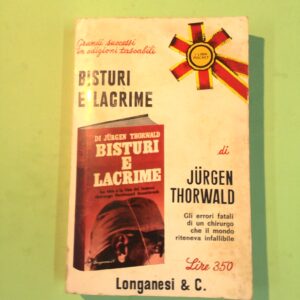 Grandi successi
in edizioni tascabili
BISTURI
E LACRIME
DI JÜRGEN THORWALD
BISTURI
E
LACRIME
di
JÜRGEN
THORWALD
Gli errori fatali
di un chirurgo
che il mondo
riteneva infallibile
Lire 350
Longanesi & C.